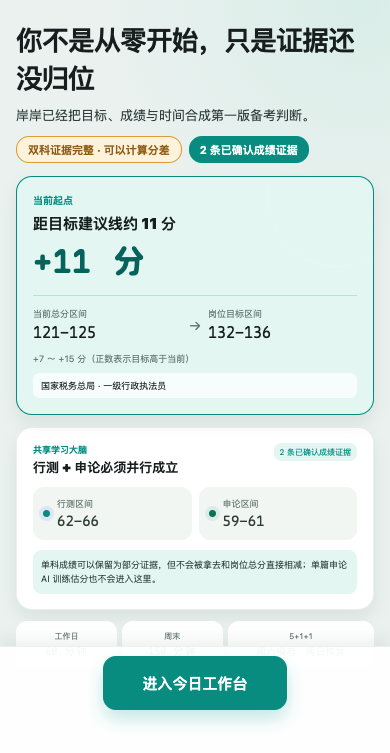 你不是从零开始，只是证据还
没归位
岸岸已经把目标、成绩与时间合成第一版备考判断。
双科证据完整 · 可以计算分差
2 条已确认成绩证据
当前起点
距目标建议线约 11 分
+11 分
当前总分区间
121–125
→
岗位目标区间
132–136
+7 ～ +15 分（正数表示目标高于当前）
国家税务总局 · 一级行政执法员
共享学习大脑
2 条已确认成绩证据
行测 + 申论必须并行成立
行测区间
62–66
申论区间
59–61
单科成绩可以保留为部分证据，但不会被拿去和岗位总分直接相减；单篇申论
AI 训练估分也不会进入这里。
工作日
周末
5+1+1
进入今日工作台